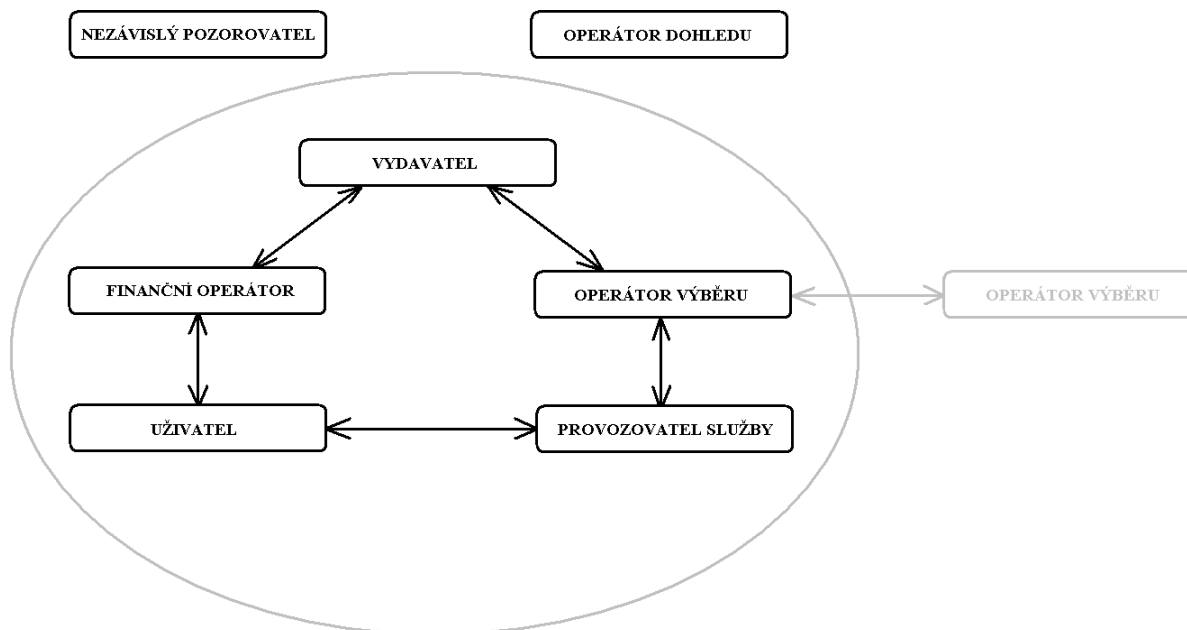 NEZÁVISLÝ POZOROVATEL
OPERÁTOR DOHLEDU
VYDAVATEL
FINANČNÍ OPERÁTOR
OPERÁTOR VÝBĚRU
OPERÁTOR VÝBĚRU
UŽIVATEL
PROVOZOVATEL SLUŽBY